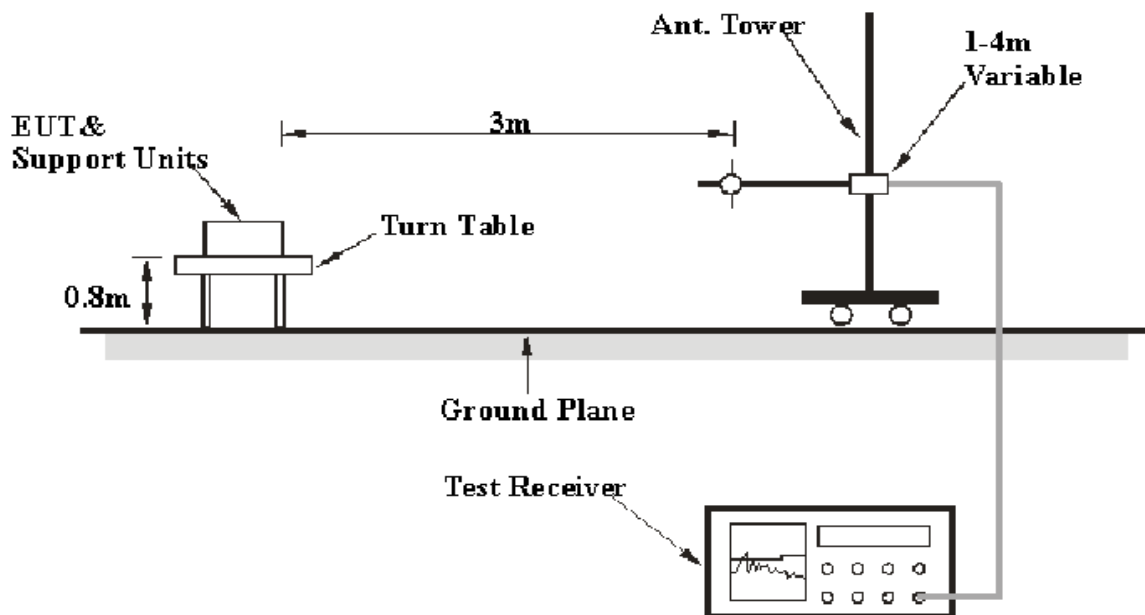 Ant. Tower
1-4m
Variable
3m
EUT&
Support Units
Turn Table
0.8m
Ground Plane
Test Receiver